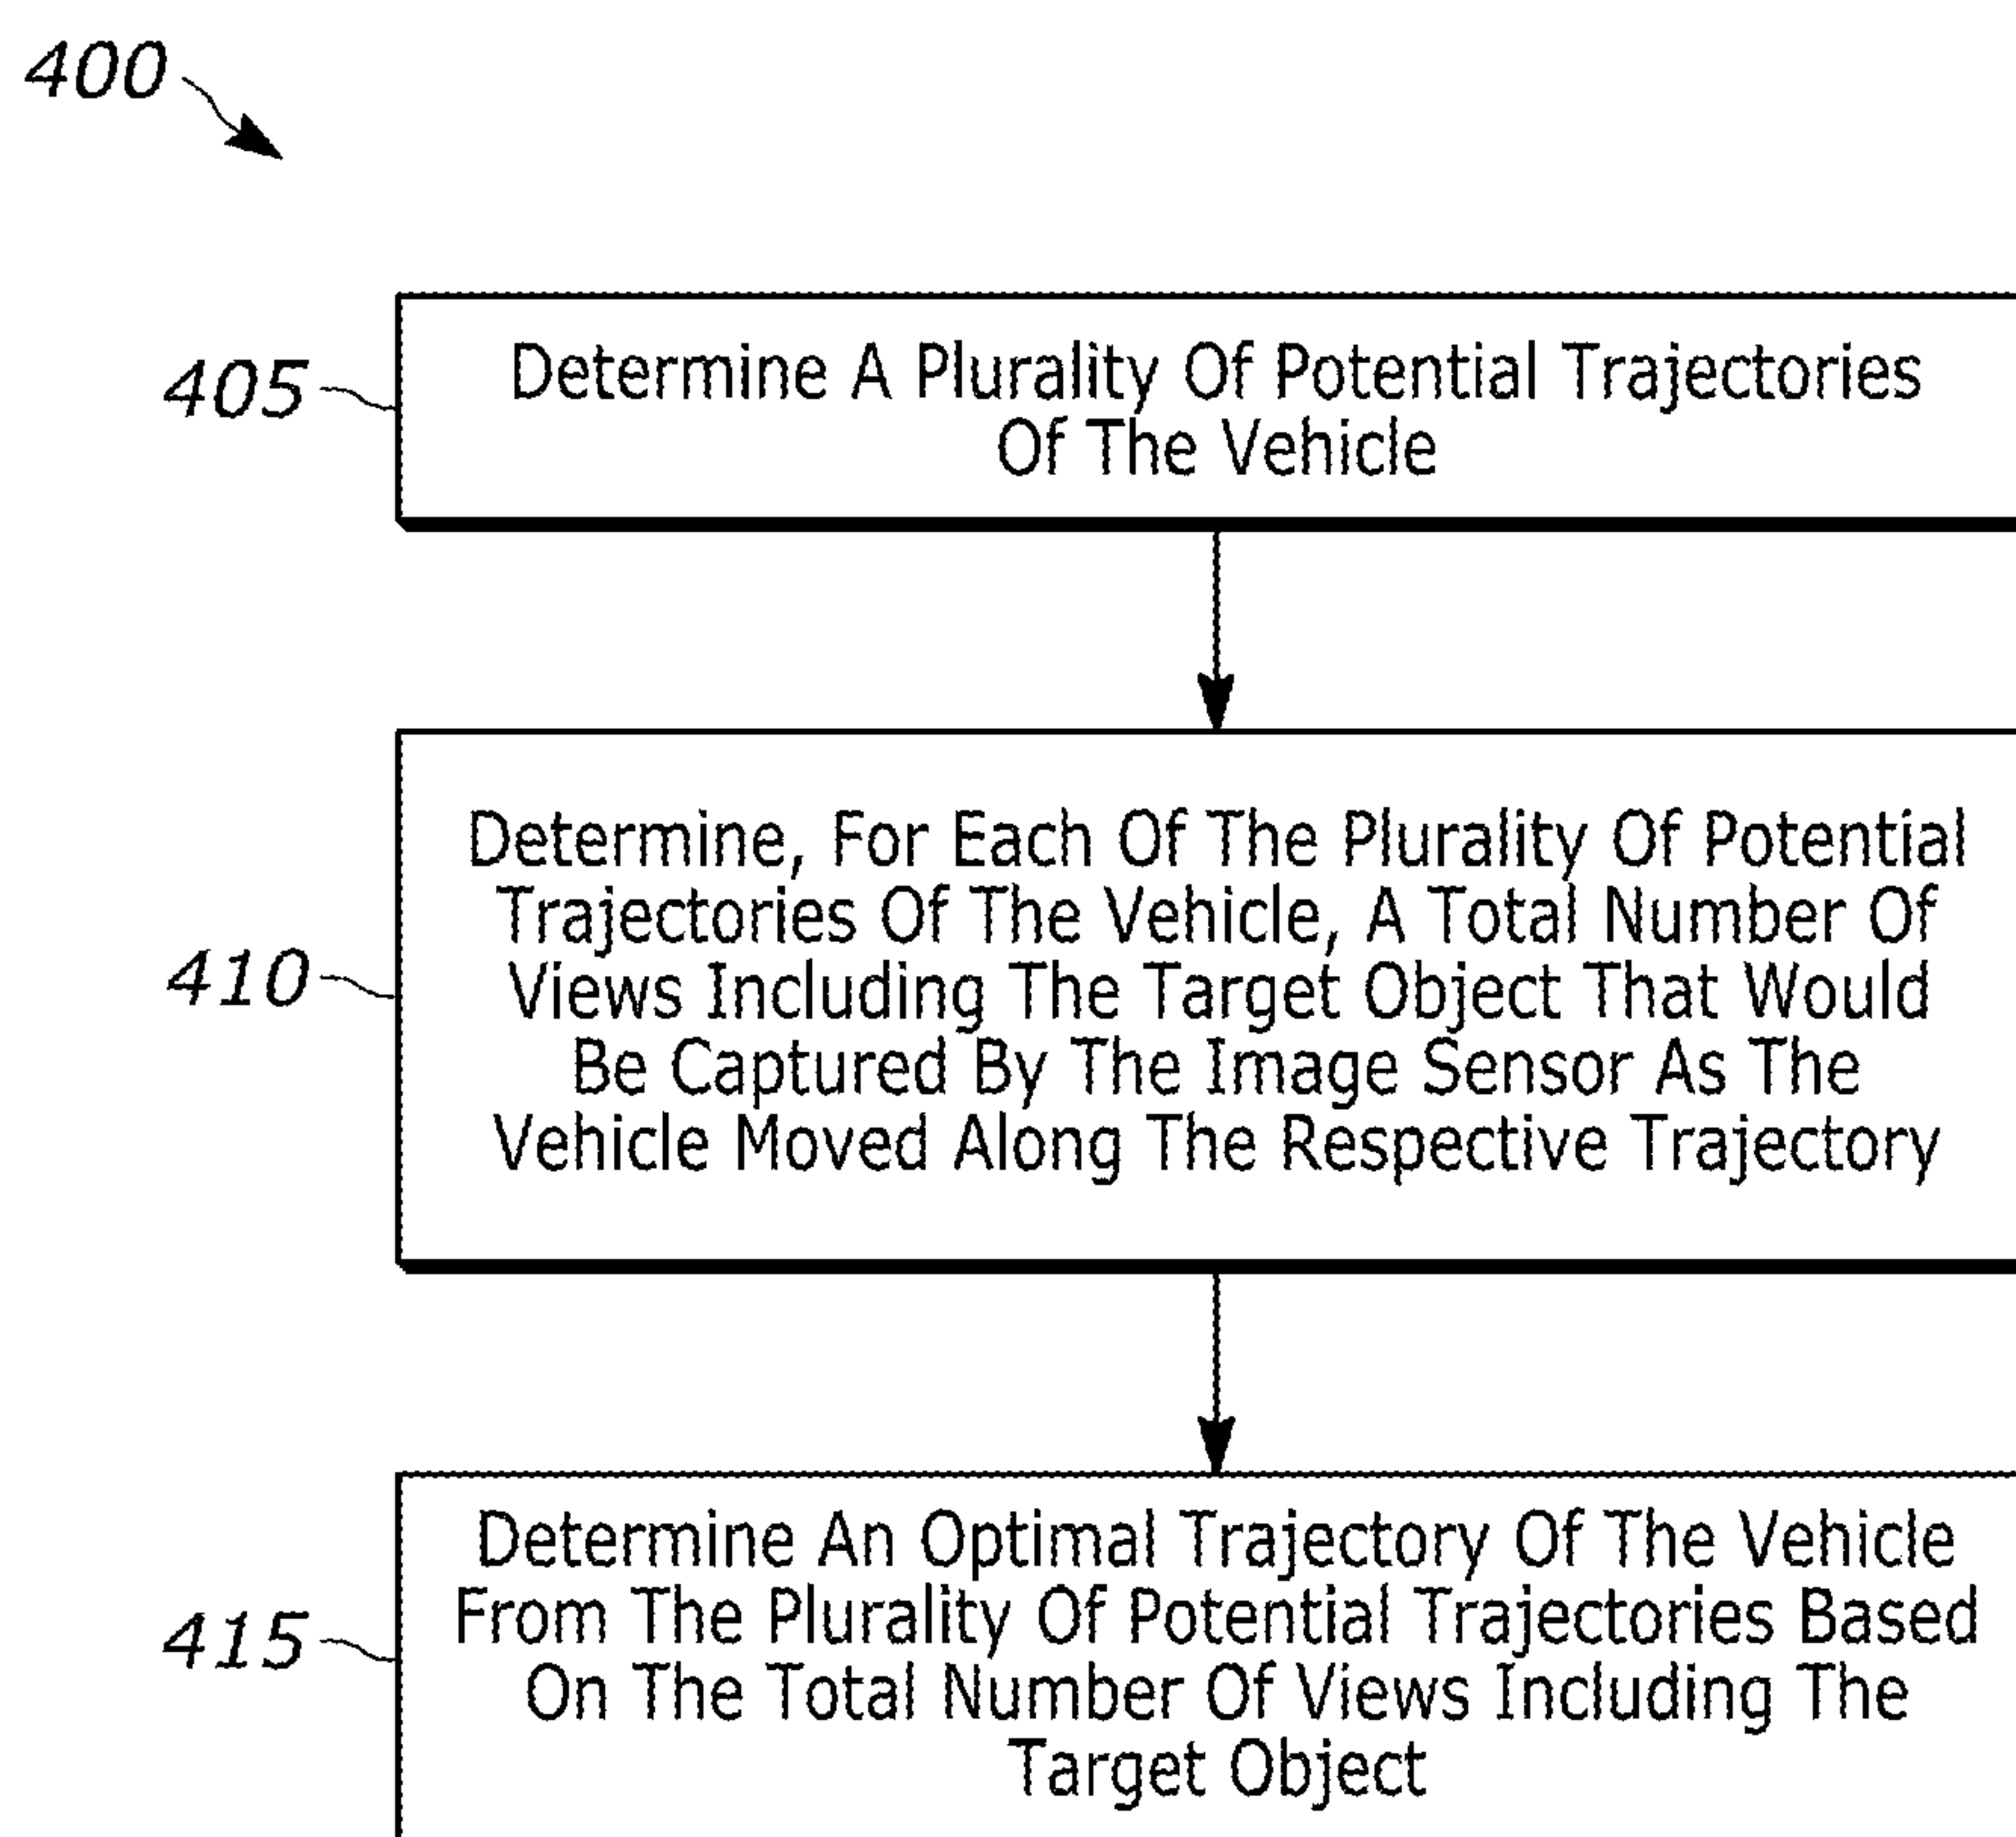 400
405
Determine A Plurality Of Potential Trajectories
Of The Vehicle
410
Determine, For Each Of The Plurality Of Potential
Trajectories Of The Vehicle, A Total Number Of
Views Including The Target Object That Would
Be Captured By The Image Sensor As The
Vehicle Moved Along The Respective Trajectory
415
Determine An Optimal Trajectory Of The Vehicle
From The Plurality Of Potential Trajectories Based
On The Total Number Of Views Including The
Target Object